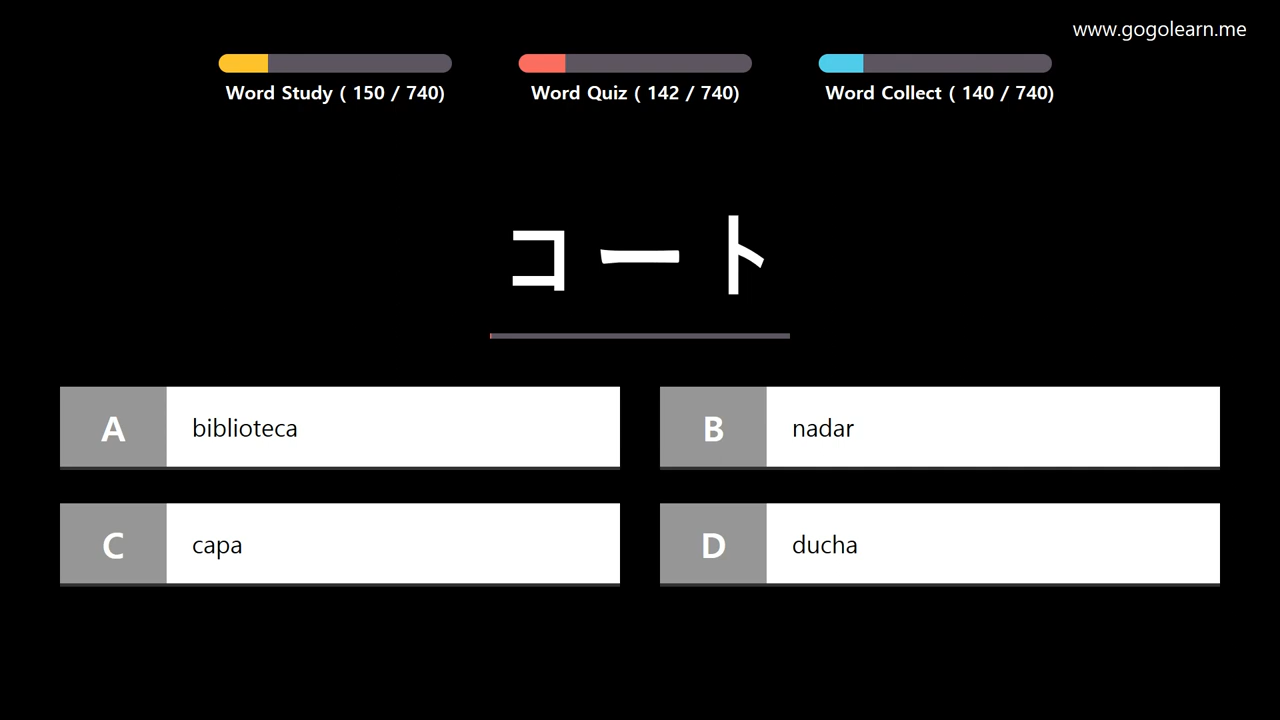 www.gogolearn.me
Word Study ( 150 / 740)
Word Quiz ( 142 / 740)
Word Collect ( 140 / 740)
コート
A biblioteca
B nadar
C capa
D ducha